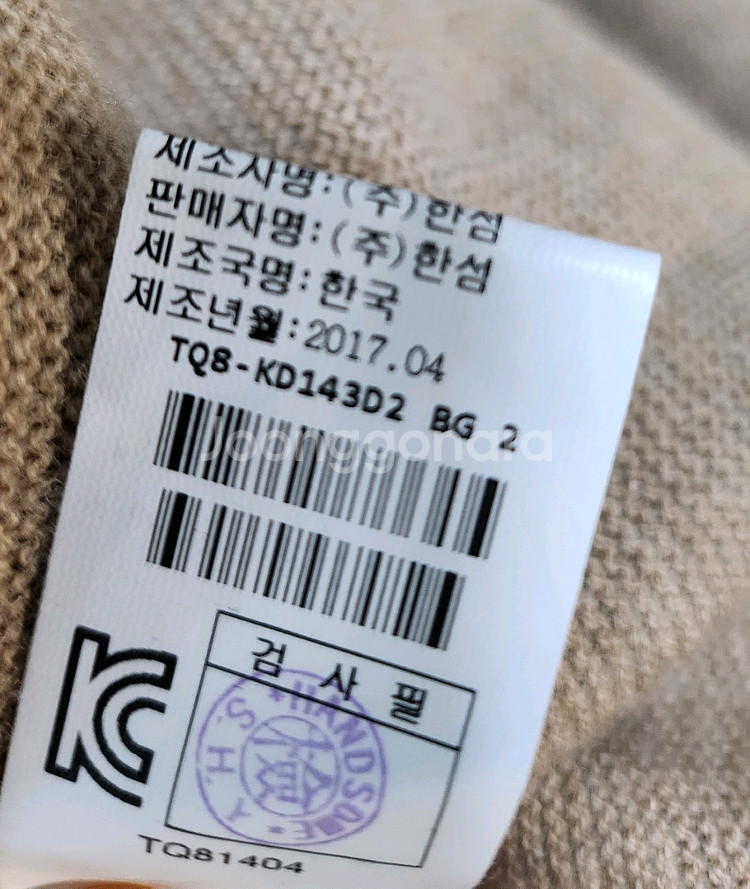 제조자명:(주)한섬
판매자명:(주)한섬
제조국명:한국
제조년월:2017.04
TQ8-KD143D2 BG 2
Joonggonara
KC
검사필
HANDSOME
Y.H.S.
TQ81404